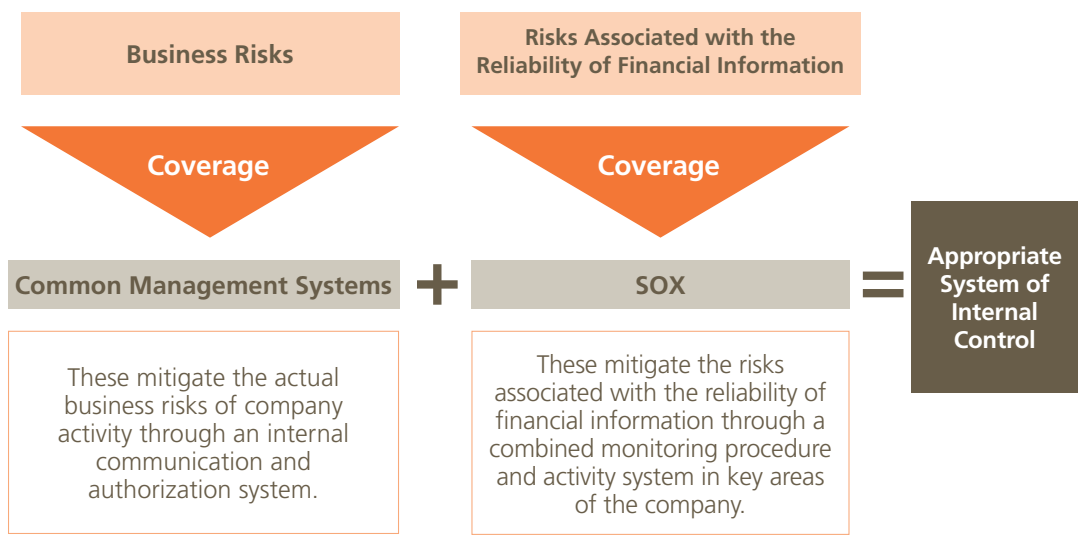 Business Risks
Risks Associated with the
Reliability of Financial Information
Coverage
Coverage
Common Management Systems
+
SOX
=
Appropriate
System of
Internal
Control
These mitigate the actual
business risks of company
activity through an internal
communication and
authorization system.
These mitigate the risks
associated with the reliability of
financial information through a
combined monitoring procedure
and activity system in key areas
of the company.